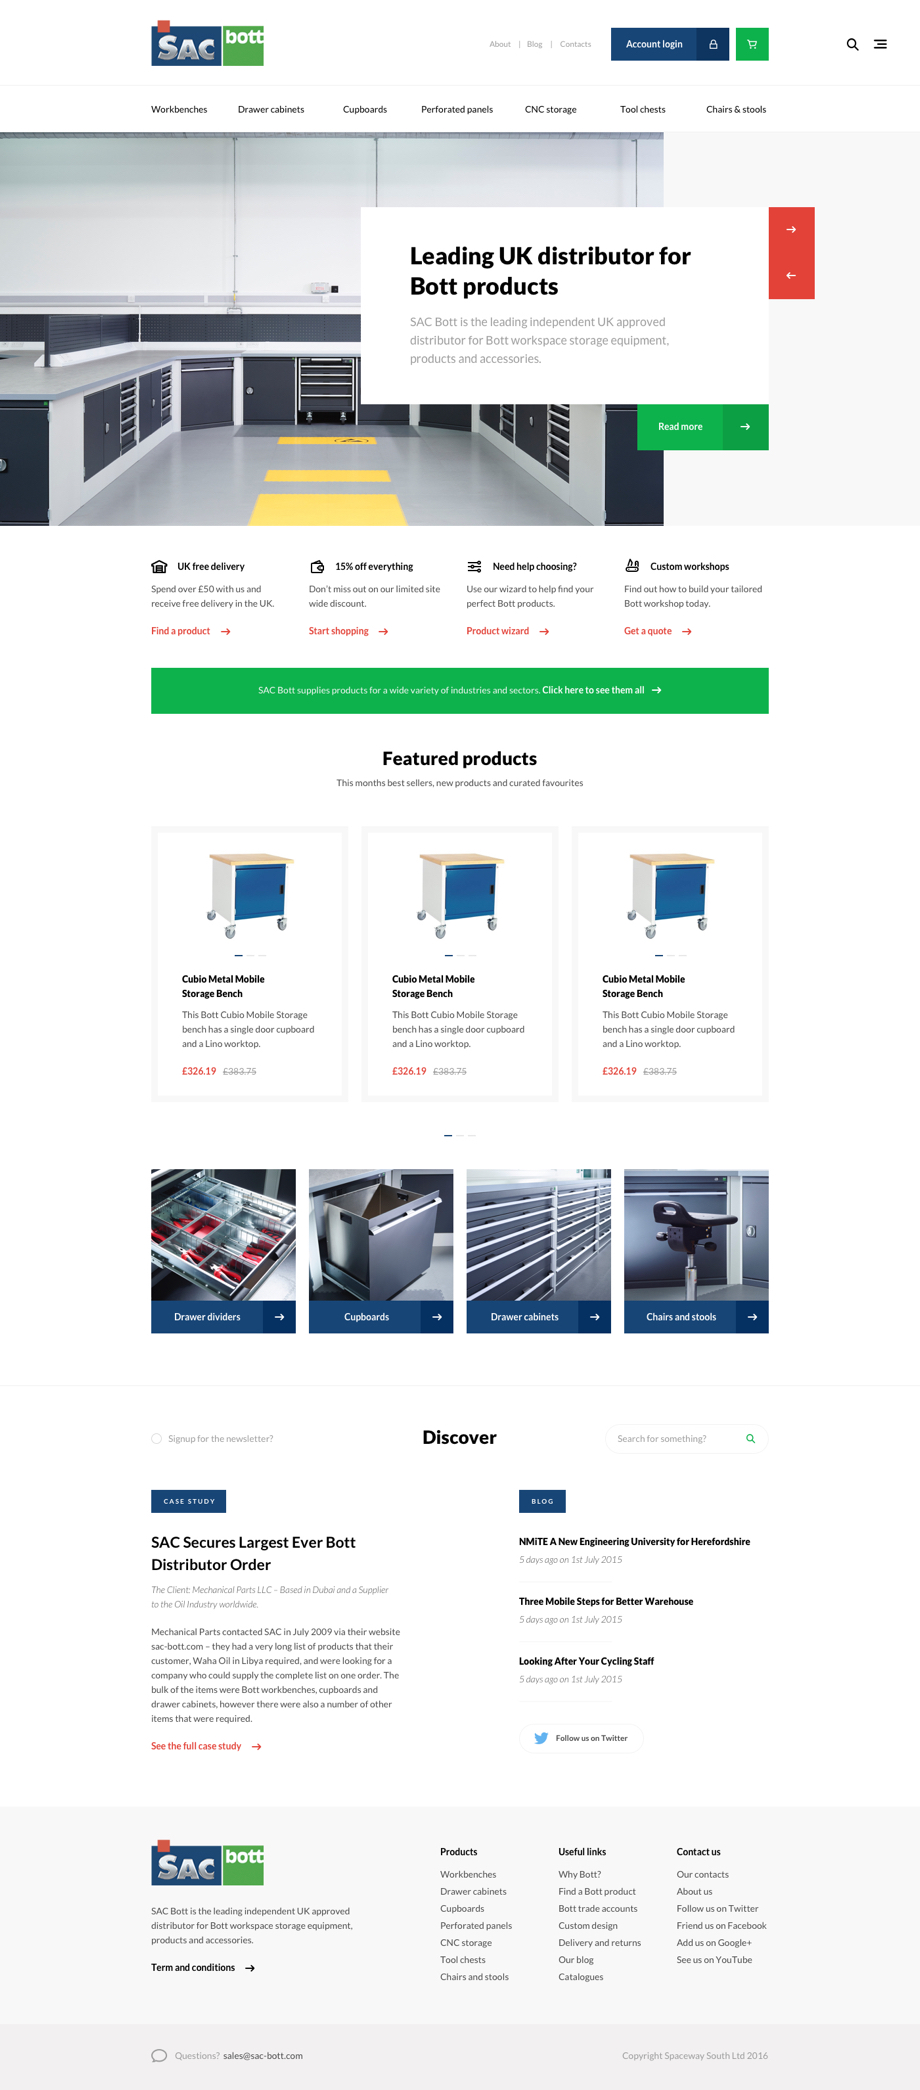 SAC bott
About | Blog | Contacts
Account login
Workbenches
Drawer cabinets
Cupboards
Perforated panels
CNC storage
Tool chests
Chairs & stools
Leading UK distributor for
Bott products
SAC Bott is the leading independent UK approved
distributor for Bott workspace storage equipment,
products and accessories.
Read more
UK free delivery
Spend over £50 with us and
receive free delivery in the UK.
Find a product
15% off everything
Don't miss out on our limited site
wide discount.
Start shopping
Need help choosing?
Use our wizard to help find your
perfect Bott products.
Product wizard
Custom workshops
Find out how to build your tailored
Bott workshop today.
Get a quote
SAC Bott supplies products for a wide variety of industries and sectors. Click here to see them all
Featured products
This months best sellers, new products and curated favourites
Cubio Metal Mobile
Storage Bench
This Bott Cubio Mobile Storage
bench has a single door cupboard
and a Lino worktop.
£326.19 £383.75
Cubio Metal Mobile
Storage Bench
This Bott Cubio Mobile Storage
bench has a single door cupboard
and a Lino worktop.
£326.19 £383.75
Cubio Metal Mobile
Storage Bench
This Bott Cubio Mobile Storage
bench has a single door cupboard
and a Lino worktop.
£326.19 £383.75
Drawer dividers
Cupboards
Drawer cabinets
Chairs and stools
Signup for the newsletter?
Discover
Search for something?
CASE STUDY
SAC Secures Largest Ever Bott
Distributor Order
The Client: Mechanical Parts LLC – Based in Dubai and a Supplier
to the Oil Industry worldwide.
Mechanical Parts contacted SAC in July 2009 via their website
sac-bott.com – they had a very long list of products that their
customer, Waha Oil in Libya required, and were looking for a
company who could supply the complete list on one order. The
bulk of the items were Bott workbenches, cupboards and
drawer cabinets, however there were also a number of other
items that were required.
See the full case study
BLOG
NMiTE A New Engineering University for Herefordshire
5 days ago on 1st July 2015
Three Mobile Steps for Better Warehouse
5 days ago on 1st July 2015
Looking After Your Cycling Staff
5 days ago on 1st July 2015
Follow us on Twitter
SAC bott
SAC Bott is the leading independent UK approved
distributor for Bott workspace storage equipment,
products and accessories.
Term and conditions
Products
Workbenches
Drawer cabinets
Cupboards
Perforated panels
CNC storage
Tool chests
Chairs and stools
Useful links
Why Bott?
Find a Bott product
Bott trade accounts
Custom design
Delivery and returns
Our blog
Catalogues
Contact us
Our contacts
About us
Follow us on Twitter
Friend us on Facebook
Add us on Google+
See us on YouTube
Questions? sales@sac-bott.com
Copyright Spaceway South Ltd 2016